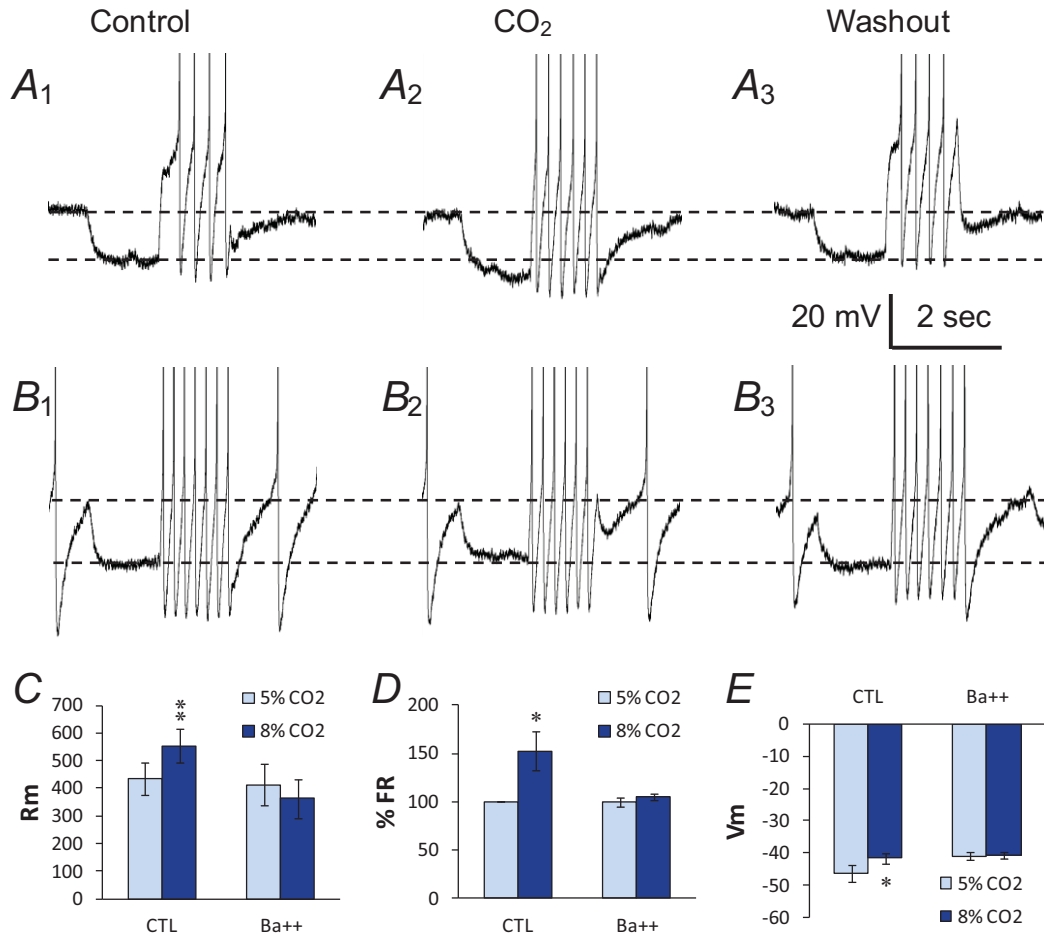 Control CO₂ Washout
A₁ A₂ A₃
20 mV 2 sec
B₁ B₂ B₃
C
700
600
500
400
300
200
100
0
Rm
**
5% CO2
8% CO2
CTL Ba++
D
200
150
100
50
0
% FR
*
5% CO2
8% CO2
CTL Ba++
E
CTL Ba++
0
-10
-20
-30
-40
-50
-60
Vm
*
5% CO2
8% CO2